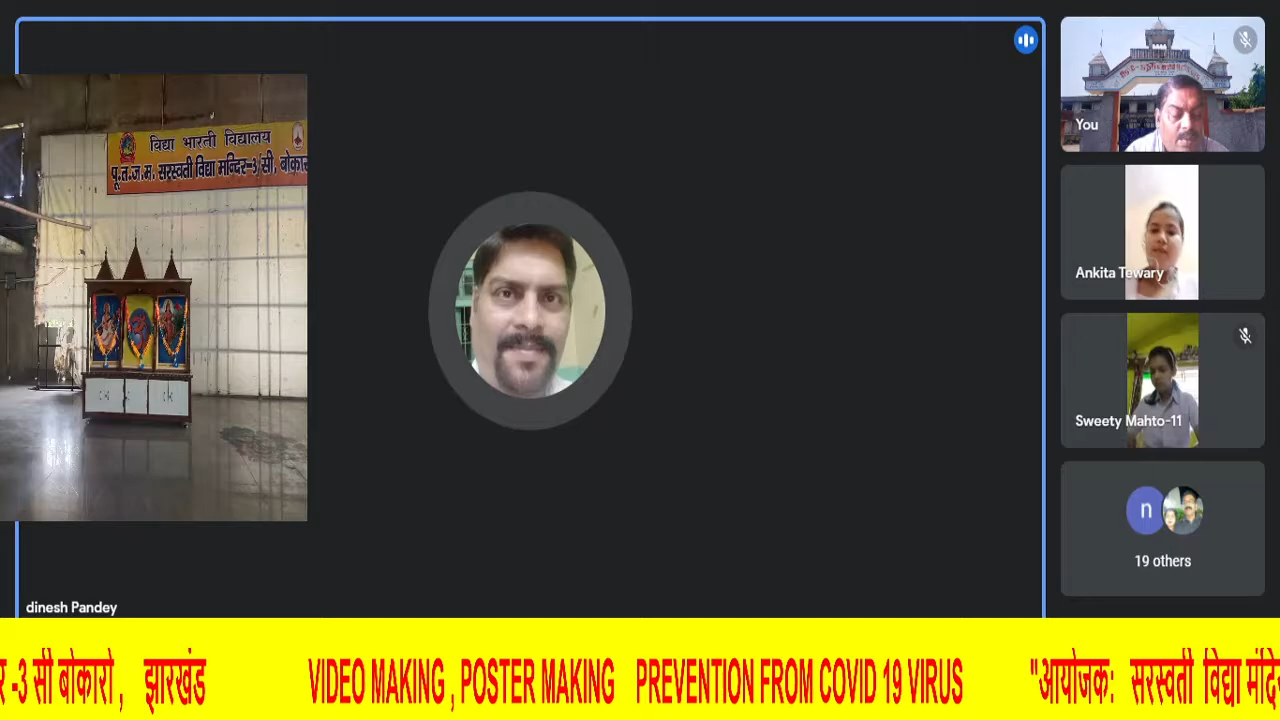 विद्या भारती विद्यालय
पू.त.ज.म. सरस्वती विद्या मन्दिर-3 सी, बोकारो
You
Ankita Tewary
Sweety Mahto-11
n
19 others
dinesh Pandey
र -3 सी बोकारो , झारखंड VIDEO MAKING , POSTER MAKING PREVENTION FROM COVID 19 VIRUS "आयोजक: सरस्वती विद्या मंदि